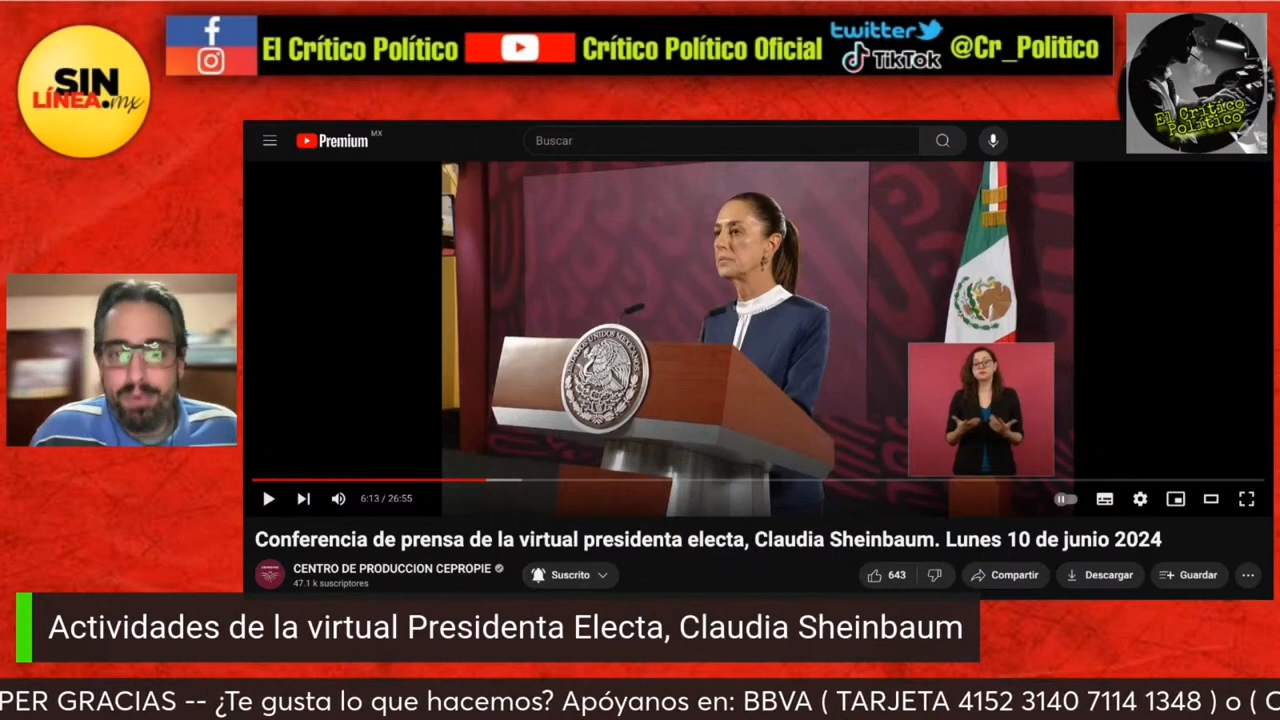 SIN
LÍNEA.mx
El Crítico Político
Crítico Político Oficial
twitter
TikTok
@Cr_Politico
El Crítico
Político
Premium MX
Buscar
ESTADOS UNIDOS MEXICANOS
6:13 / 26:55
Conferencia de prensa de la virtual presidenta electa, Claudia Sheinbaum. Lunes 10 de junio 2024
CENTRO DE PRODUCCION CEPROPIE
47.1 k suscriptores
Suscrito
643
Compartir
Descargar
Guardar
Actividades de la virtual Presidenta Electa, Claudia Sheinbaum
PER GRACIAS -- ¿Te gusta lo que hacemos? Apóyanos en: BBVA ( TARJETA 4152 3140 7114 1348 ) o (